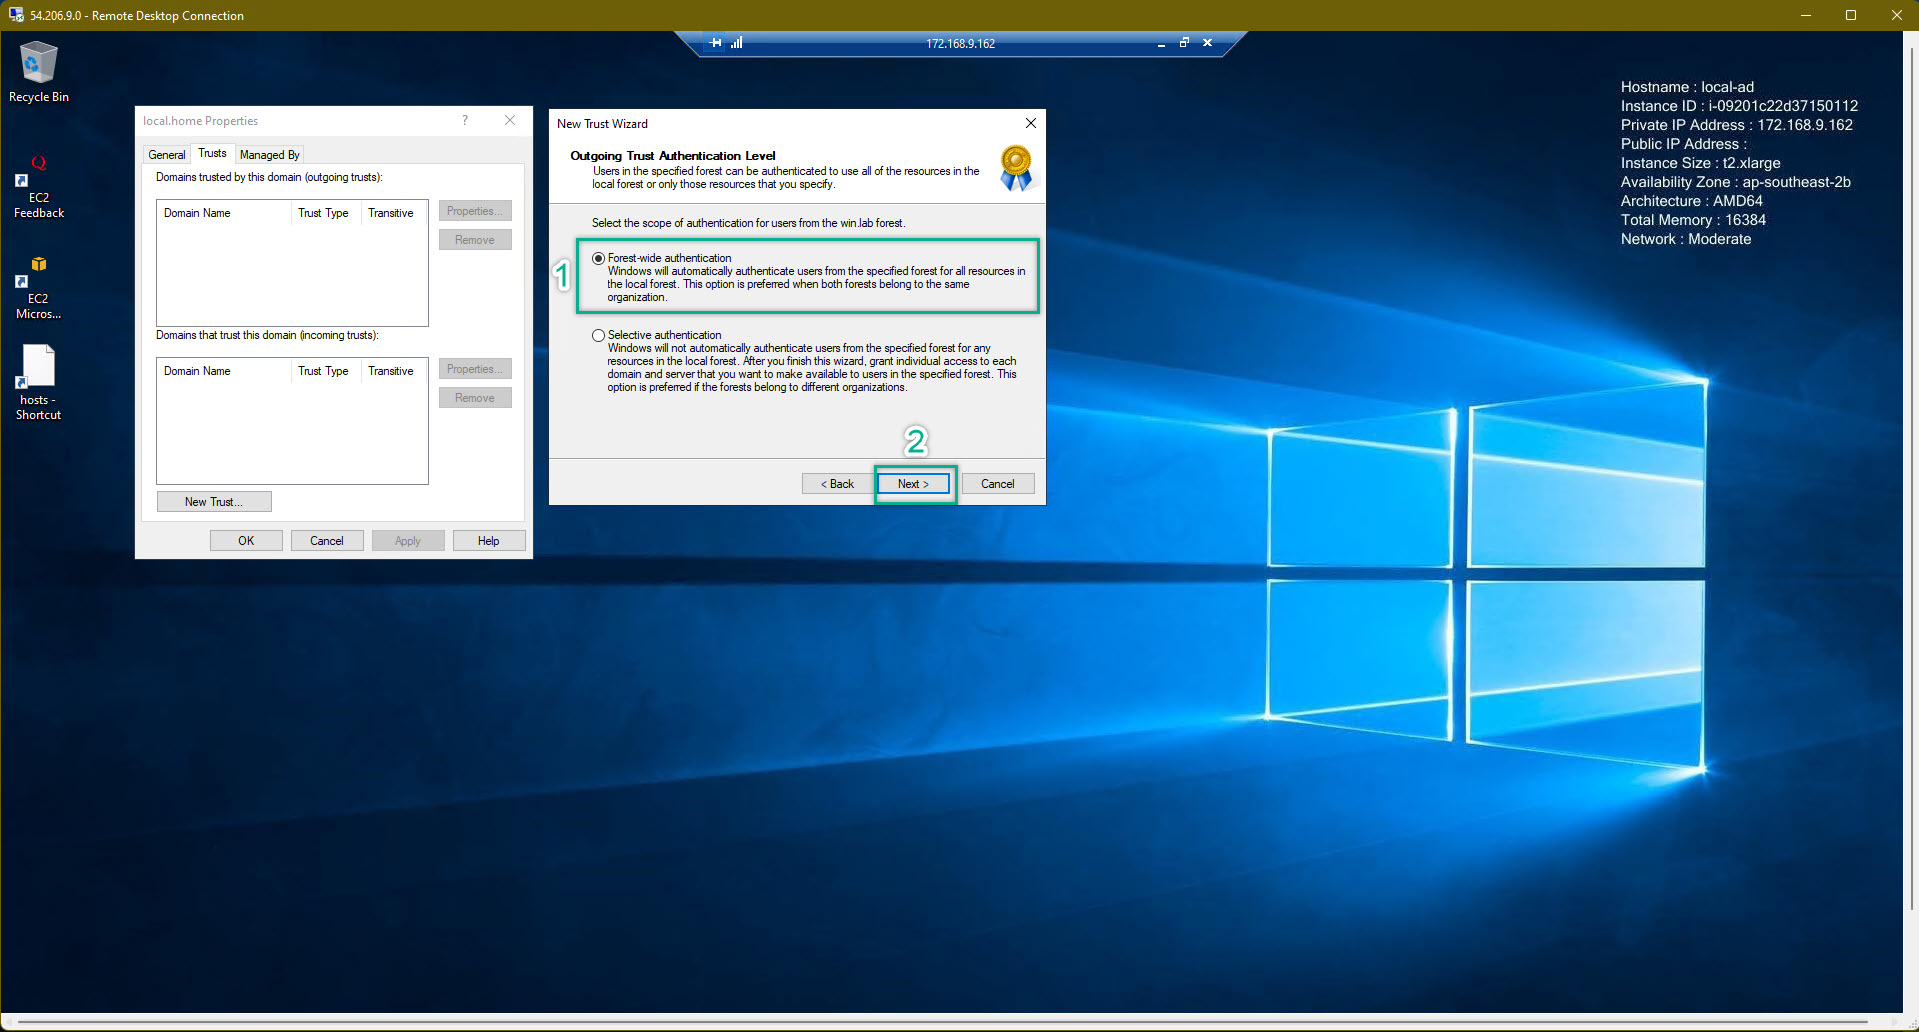 54.206.9.0 - Remote Desktop Connection
172.168.9.162
Recycle Bin
EC2
Feedback
EC2
Micros...
hosts -
Shortcut
Hostname : local-ad
Instance ID : i-09201c22d37150112
Private IP Address : 172.168.9.162
Public IP Address :
Instance Size : t2.xlarge
Availability Zone : ap-southeast-2b
Architecture : AMD64
Total Memory : 16384
Network : Moderate
local.home Properties
?
General Trusts Managed By
Domains trusted by this domain (outgoing trusts):
Domain Name Trust Type Transitive
Properties...
Remove
Domains that trust this domain (incoming trusts):
Domain Name Trust Type Transitive
Properties...
Remove
New Trust...
OK Cancel Apply Help
New Trust Wizard
Outgoing Trust Authentication Level
Users in the specified forest can be authenticated to use all of the resources in the
local forest or only those resources that you specify.
Select the scope of authentication for users from the win.lab forest.
1
Forest-wide authentication
Windows will automatically authenticate users from the specified forest for all resources in
the local forest. This option is preferred when both forests belong to the same
organization.
Selective authentication
Windows will not automatically authenticate users from the specified forest for any
resources in the local forest. After you finish this wizard, grant individual access to each
domain and server that you want to make available to users in the specified forest. This
option is preferred if the forests belong to different organizations.
2
< Back Next > Cancel